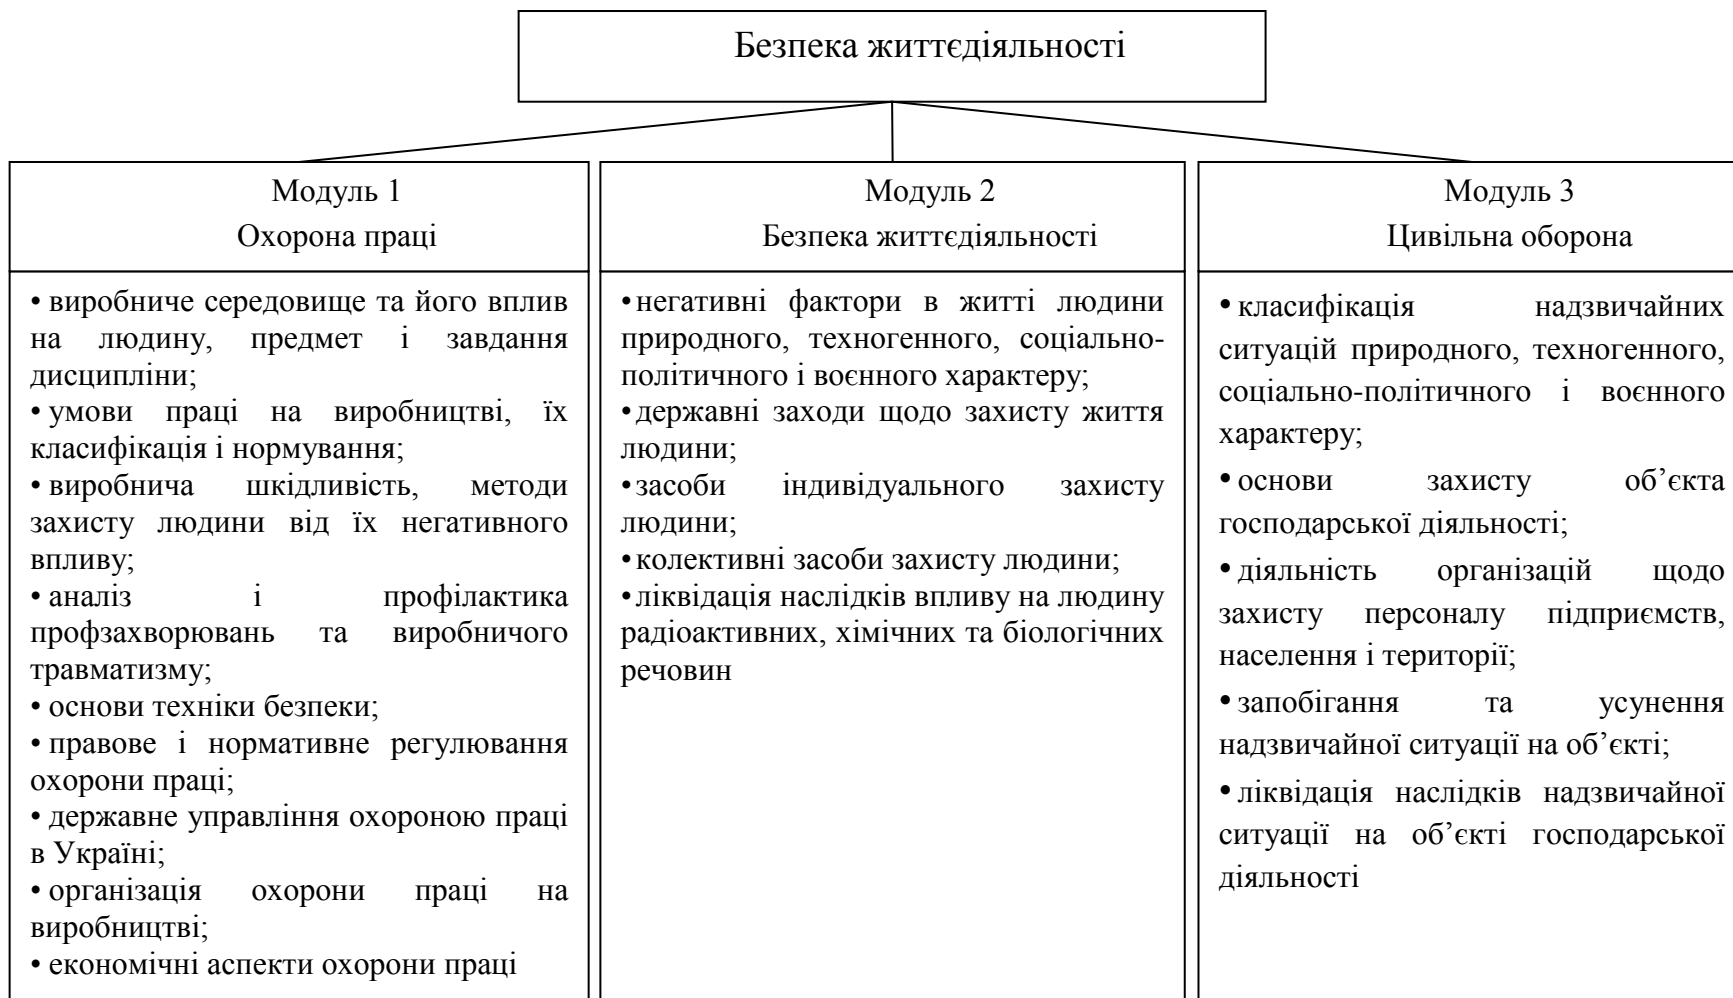 Безпека життєдіяльності
Модуль 1
Охорона праці
• виробниче середовище та його вплив
на людину, предмет і завдання
дисципліни;
• умови праці на виробництві, їх
класифікація і нормування;
• виробнича шкідливість, методи
захисту людини від їх негативного
впливу;
• аналіз і профілактика
профзахворювань та виробничого
травматизму;
• основи техніки безпеки;
• правове і нормативне регулювання
охорони праці;
• державне управління охороною праці
в Україні;
• організація охорони праці на
виробництві;
• економічні аспекти охорони праці
Модуль 2
Безпека життєдіяльності
• негативні фактори в житті людини
природного, техногенного, соціально-
політичного і воєнного характеру;
• державні заходи щодо захисту життя
людини;
• засоби індивідуального захисту
людини;
• колективні засоби захисту людини;
• ліквідація наслідків впливу на людину
радіоактивних, хімічних та біологічних
речовин
Модуль 3
Цивільна оборона
• класифікація надзвичайних
ситуацій природного, техногенного,
соціально-політичного і воєнного
характеру;
• основи захисту об’єкта
господарської діяльності;
• діяльність організацій щодо
захисту персоналу підприємств,
населення і території;
• запобігання та усунення
надзвичайної ситуації на об’єкті;
• ліквідація наслідків надзвичайної
ситуації на об’єкті господарської
діяльності